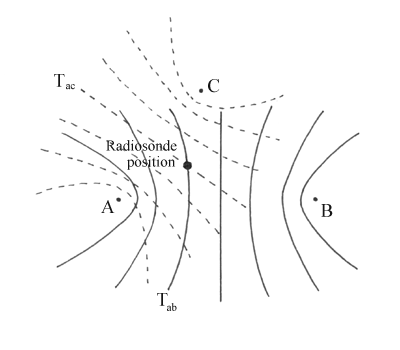 C
T_ac
Radiosonde
position
A
B
T_ab